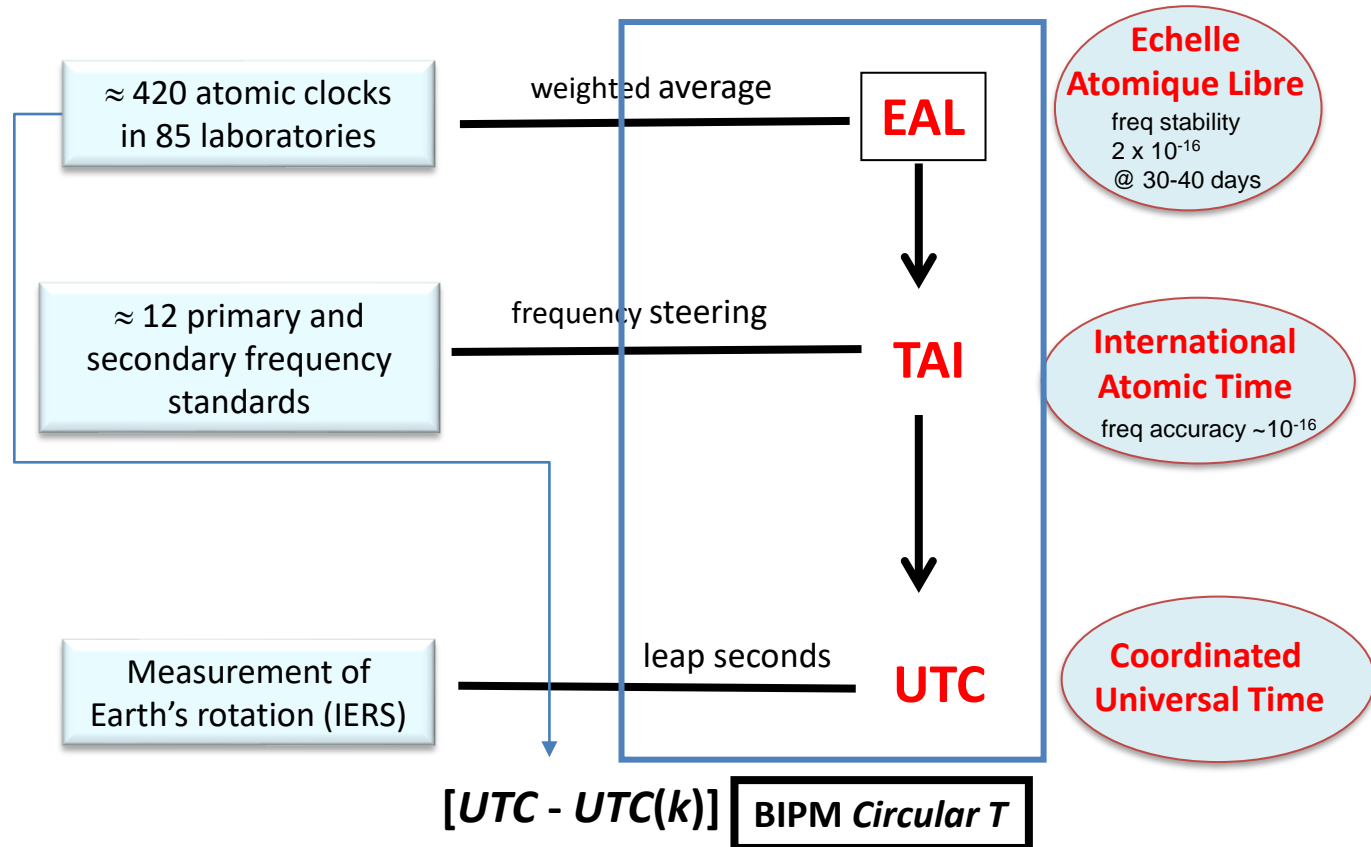 ≈ 420 atomic clocks
in 85 laboratories
weighted average
EAL
Echelle
Atomique Libre
freq stability
2 x 10⁻¹⁶
@ 30-40 days
≈ 12 primary and
secondary frequency
standards
frequency steering
TAI
International
Atomic Time
freq accuracy ~10⁻¹⁶
Measurement of
Earth’s rotation (IERS)
leap seconds
UTC
Coordinated
Universal Time
[UTC - UTC(k)]
BIPM Circular T